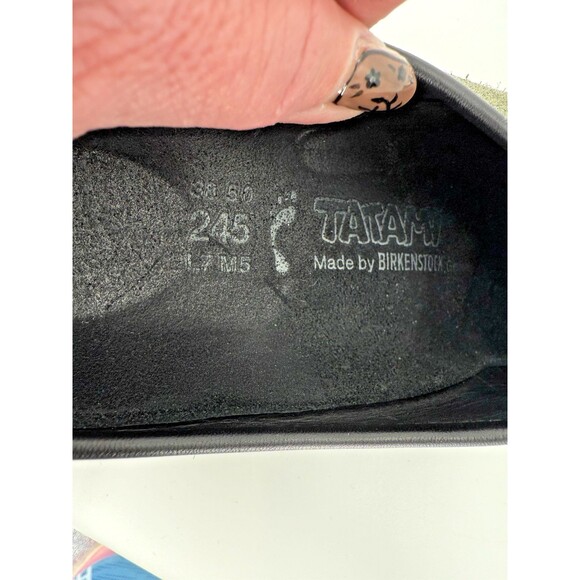 245
L7 M5
TATAMI
Made by BIRKENSTOCK